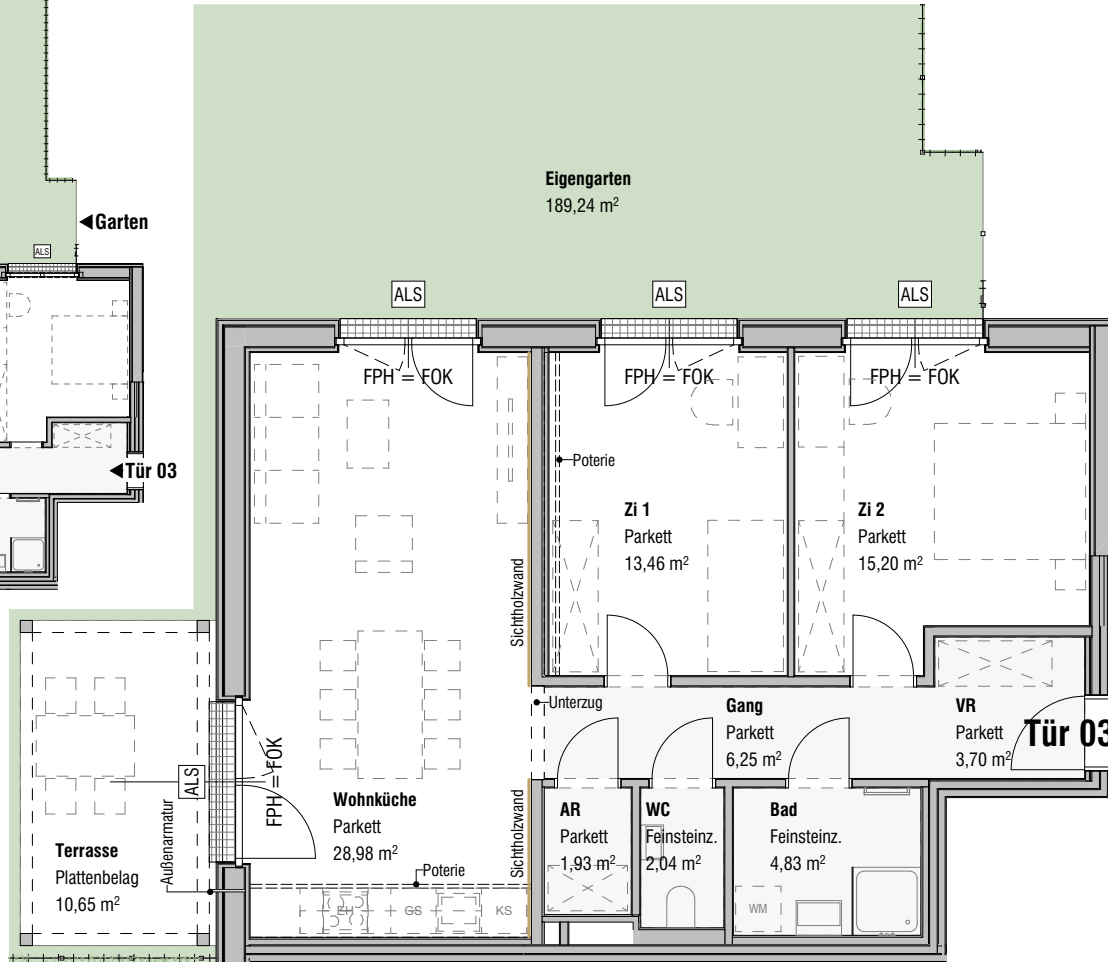 Eigengarten
189,24 m²
Garten
ALS
Tür 03
ALS
ALS
ALS
FPH = FOK
FPH = FOK
FPH = FOK
Poterie
Zi 1
Parkett
13,46 m²
Zi 2
Parkett
15,20 m²
Sichtholzwand
Unterzug
Gang
Parkett
6,25 m²
VR
Parkett
3,70 m²
Tür 03
ALS
FPH = FOK
Wohnküche
Parkett
28,98 m²
Sichtholzwand
AR
Parkett
1,93 m²
WC
Feinsteinz.
2,04 m²
Bad
Feinsteinz.
4,83 m²
Terrasse
Plattenbelag
10,65 m²
Außenarmatur
Poterie
EH
GS
KS
WM